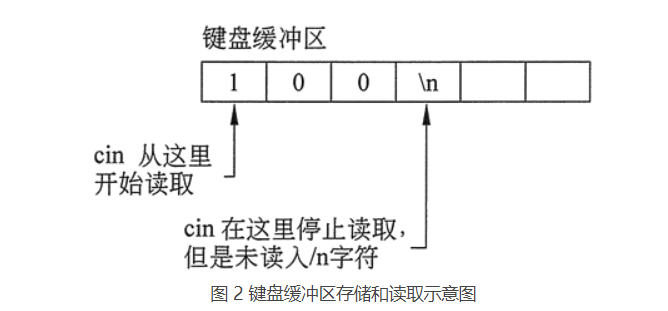 键盘缓冲区
1 0 0 \n
cin 从这里
开始读取
cin 在这里停止读取，
但是未读入/n字符
图 2 键盘缓冲区存储和读取示意图